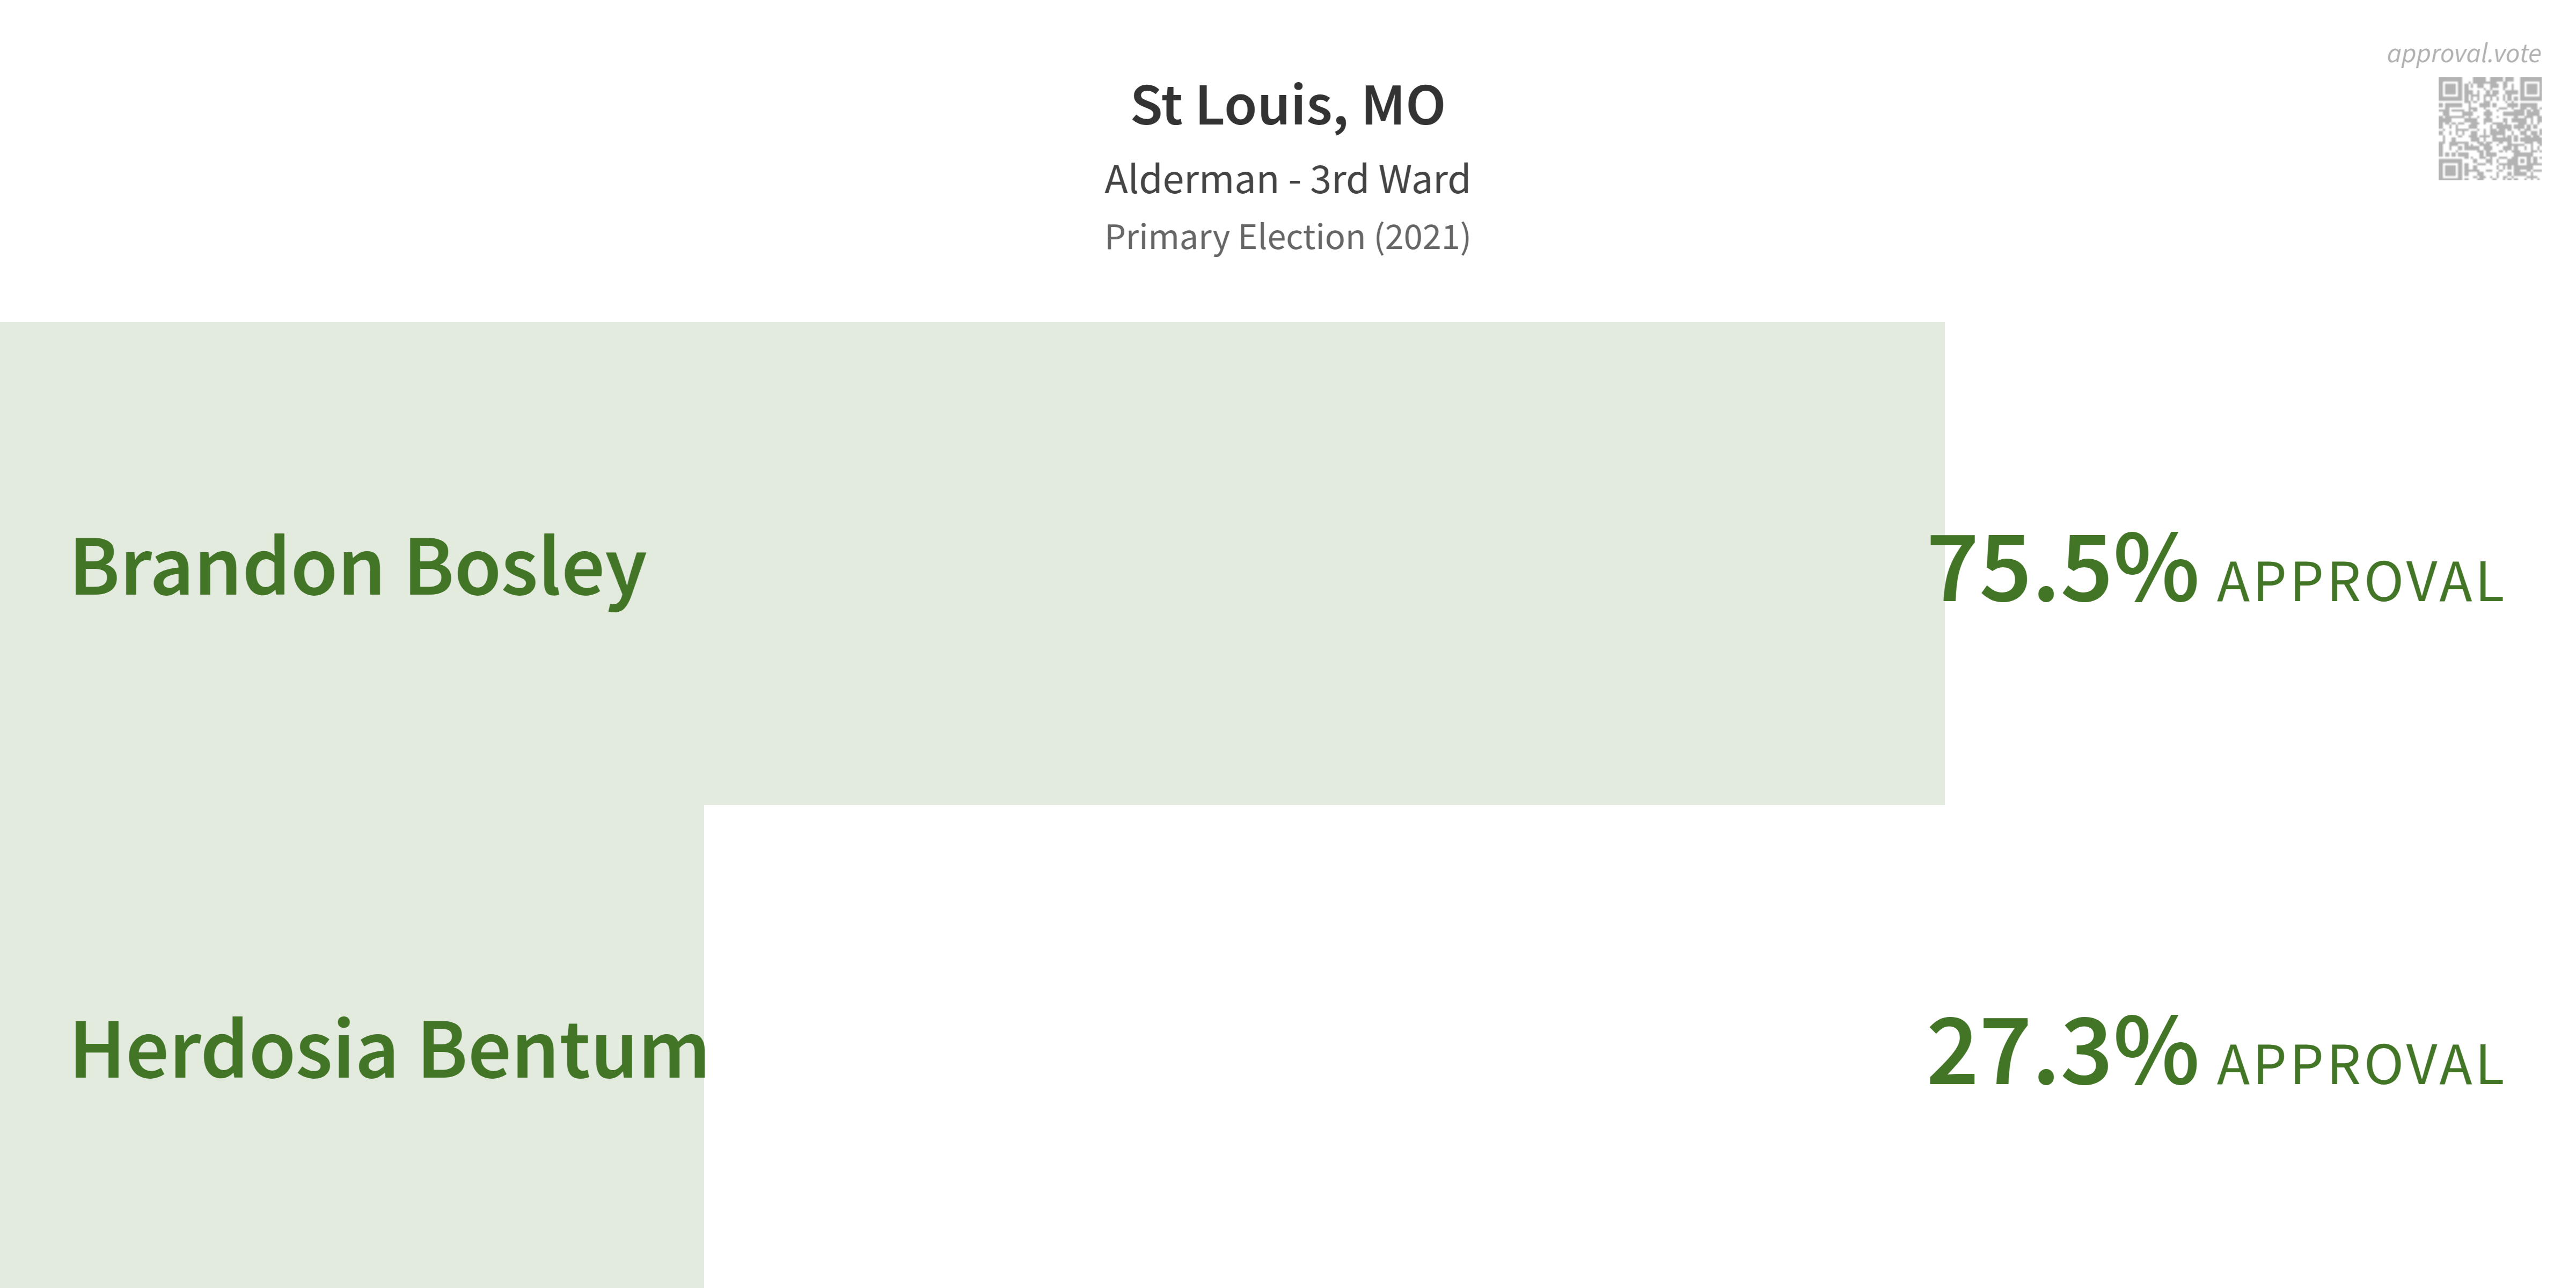 approval.vote
St Louis, MO
Alderman - 3rd Ward
Primary Election (2021)
Brandon Bosley 75.5% APPROVAL
Herdosia Bentum 27.3% APPROVAL